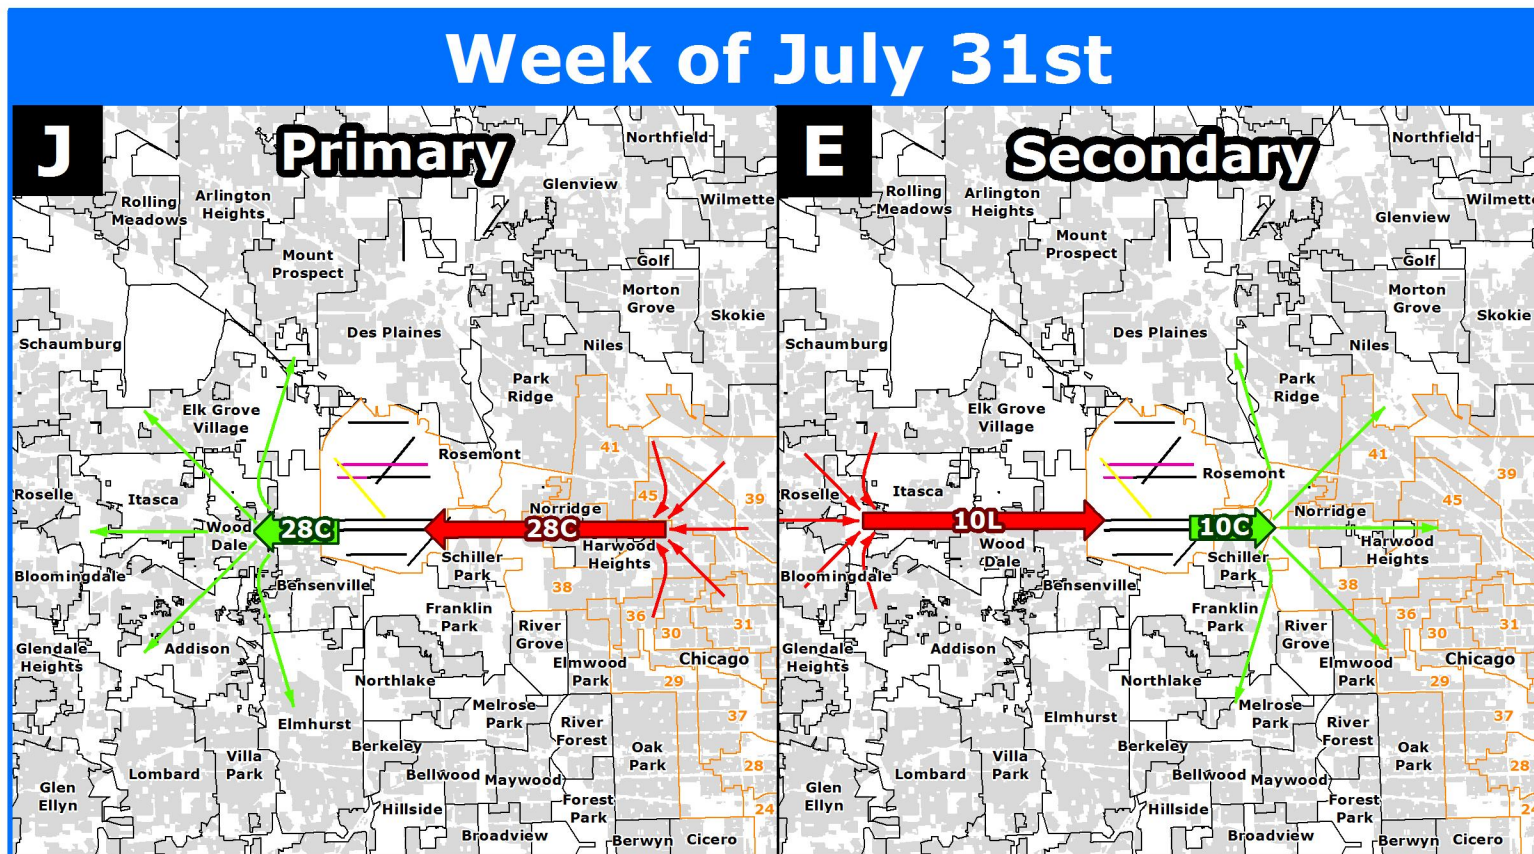 Week of July 31st
J
Primary
Northfield
Glenview
Rolling
Meadows
Arlington
Heights
Wilmette
Mount
Prospect
Golf
Morton
Grove
Skokie
Schaumburg
Des Plaines
Niles
Park
Ridge
Elk Grove
Village
41
Rosemont
Roselle
Itasca
45
39
Norridge
Wood
Dale
28C
28C
Harwood
Heights
Schiller
Park
Bloomingdale
Bensenville
38
Franklin
Park
36
31
30
River
Grove
Glendale
Heights
Addison
Elmwood
Park
Chicago
Northlake
29
Melrose
Park
37
Elmhurst
River
Forest
Berkeley
Oak
Park
Villa
Park
28
Lombard
Bellwood
Maywood
Glen
Ellyn
Hillside
Forest
Park
24
Broadview
Berwyn
Cicero
E
Secondary
Northfield
Rolling
Meadows
Arlington
Heights
Wilmette
Glenview
Mount
Prospect
Golf
Morton
Grove
Skokie
Schaumburg
Des Plaines
Niles
Park
Ridge
Elk Grove
Village
41
Rosemont
39
Roselle
Itasca
45
Norridge
10L
10C
Wood
Dale
Harwood
Heights
Schiller
Park
Bloomingdale
Bensenville
38
Franklin
Park
36
31
30
River
Grove
Glendale
Heights
Addison
Elmwood
Park
Chicago
Northlake
29
Melrose
Park
37
Elmhurst
River
Forest
Berkeley
Oak
Park
Villa
Park
28
Lombard
Bellwood
Maywood
Glen
Ellyn
Hillside
Forest
Park
24
Broadview
Berwyn
Cicero